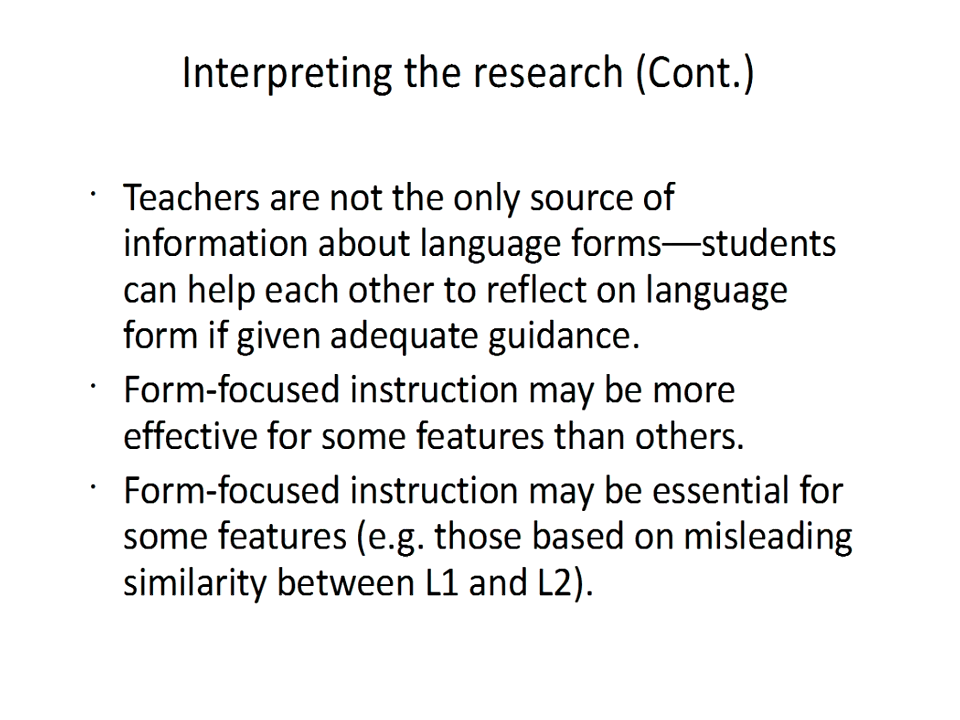 Interpreting the research (Cont.)
· Teachers are not the only source of
information about language forms—students
can help each other to reflect on language
form if given adequate guidance.
· Form-focused instruction may be more
effective for some features than others.
· Form-focused instruction may be essential for
some features (e.g. those based on misleading
similarity between L1 and L2).